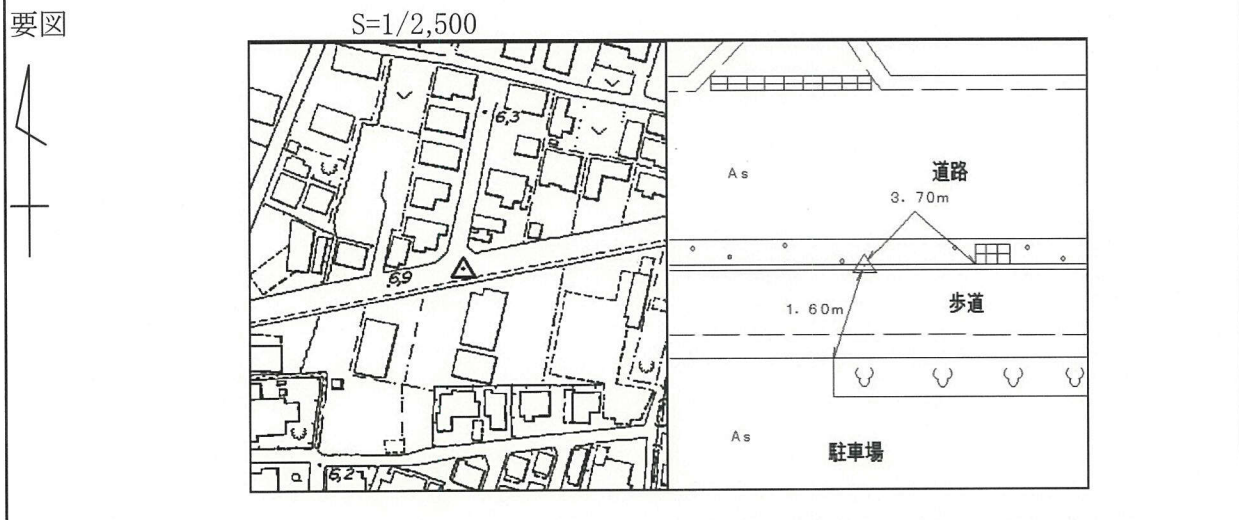 要図
S=1/2,500
6,3
6,9
6,2
As
道路
3. 70m
1. 60m
歩道
As
駐車場